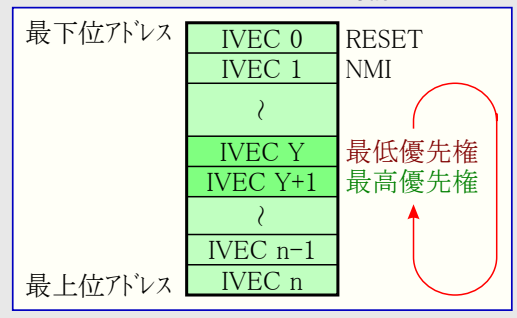 最下位アドレス IVEC 0 RESET
IVEC 1 NMI
~
IVEC Y 最低優先権
IVEC Y+1 最高優先権
~
IVEC n-1
最上位アドレス IVEC n